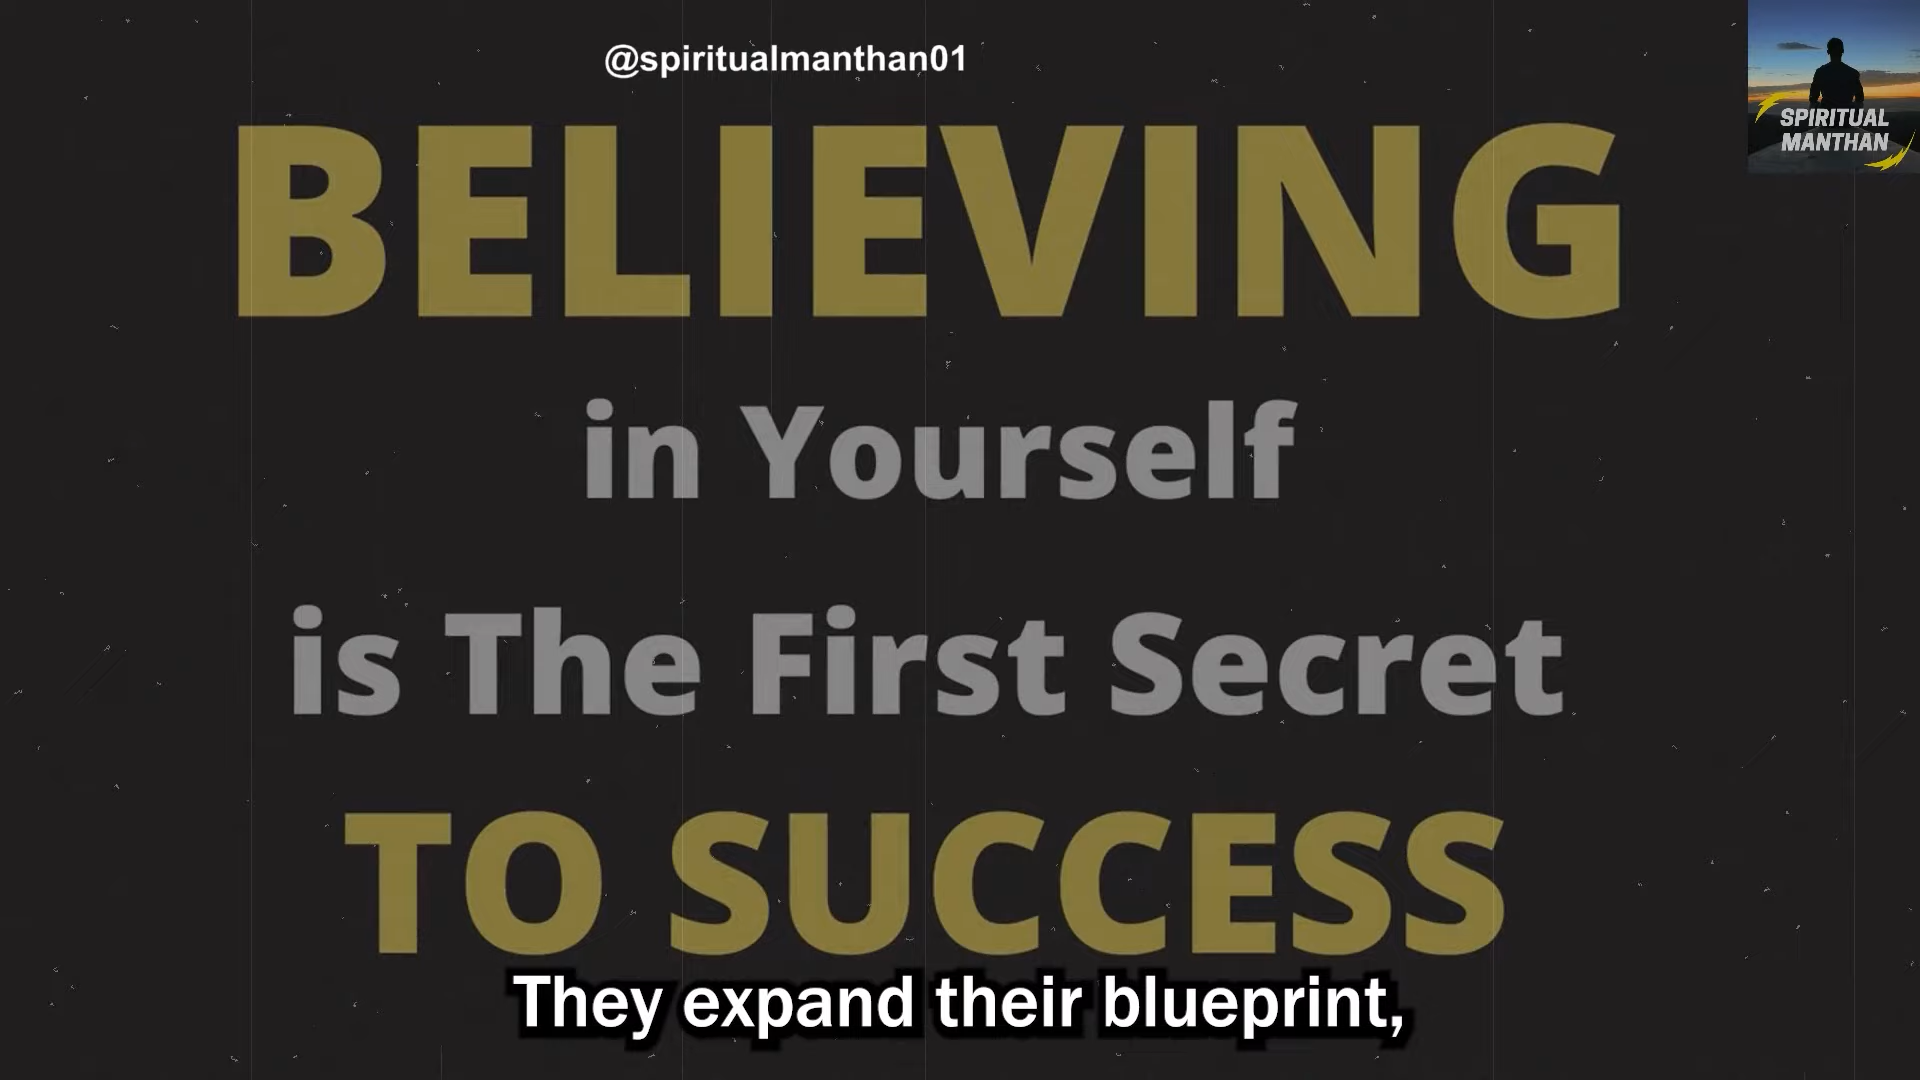 @spiritualmanthan01
SPIRITUAL
MANTHAN
BELIEVING
in Yourself
is The First Secret
TO SUCCESS
They expand their blueprint,